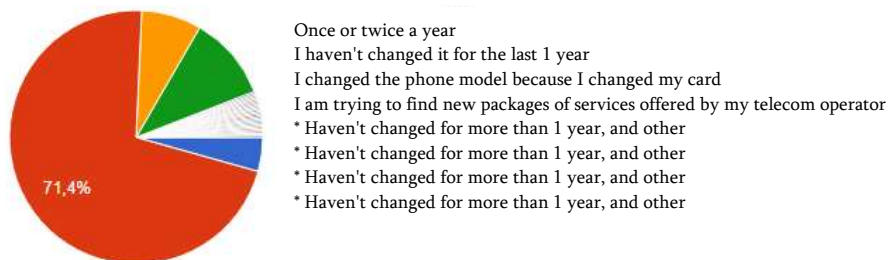 71,4%
Once or twice a year
I haven't changed it for the last 1 year
I changed the phone model because I changed my card
I am trying to find new packages of services offered by my telecom operator
* Haven't changed for more than 1 year, and other
* Haven't changed for more than 1 year, and other
* Haven't changed for more than 1 year, and other
* Haven't changed for more than 1 year, and other